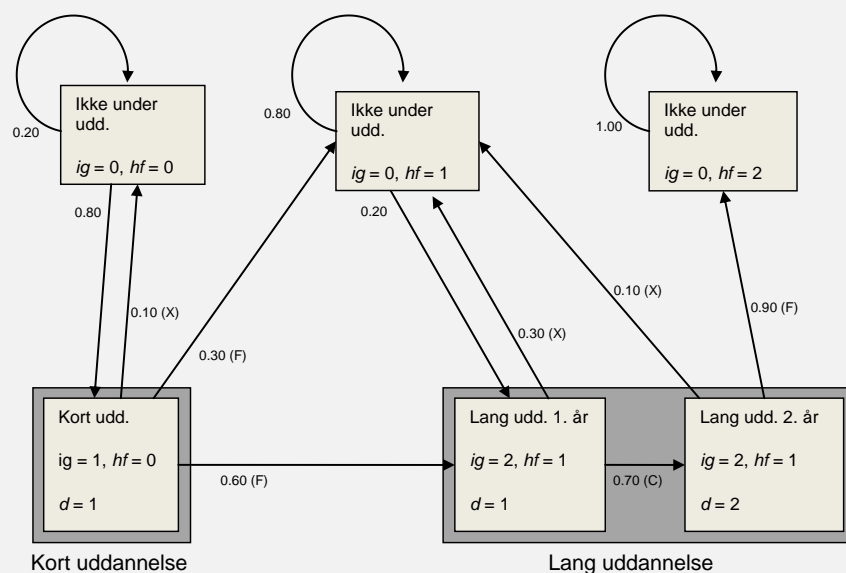 Ikke under
udd.
ig = 0, hf = 0
0.20
Ikke under
udd.
ig = 0, hf = 1
0.80
Ikke under
udd.
ig = 0, hf = 2
1.00
0.80
0.10 (X)
0.30 (F)
0.20
0.30 (X)
0.10 (X)
0.90 (F)
Kort udd.
ig = 1, hf = 0
d = 1
0.60 (F)
Lang udd. 1. år
ig = 2, hf = 1
d = 1
0.70 (C)
Lang udd. 2. år
ig = 2, hf = 1
d = 2
Kort uddannelse
Lang uddannelse